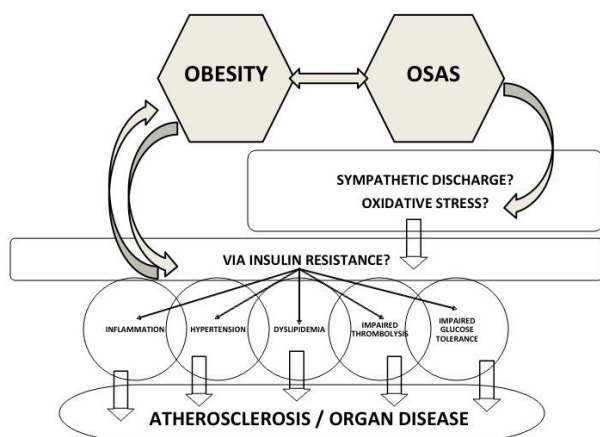 OBESITY
OSAS
SYMPATHETIC DISCHARGE?
OXIDATIVE STRESS?
VIA INSULIN RESISTANCE?
INFLAMMATION
HYPERTENSION
DYSLIPIDEMIA
IMPAIRED
THROMBOLYSIS
IMPAIRED
GLUCOSE
TOLERANCE
ATHEROSCLEROSIS / ORGAN DISEASE